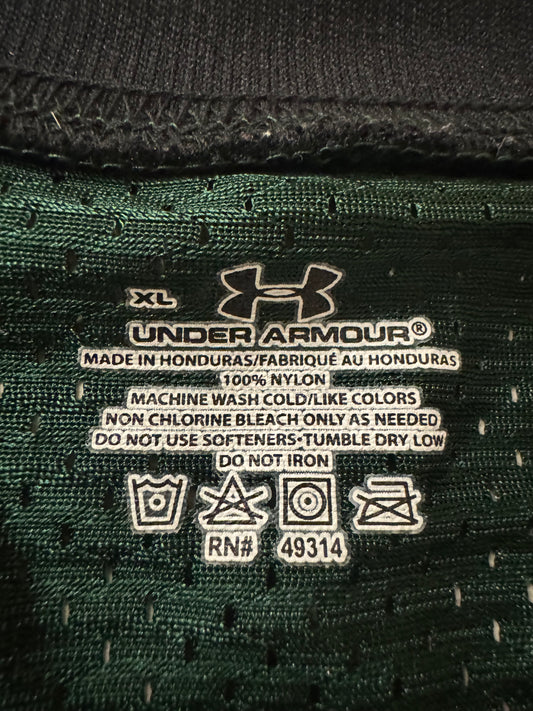 XL
UNDER ARMOUR®
MADE IN HONDURAS/FABRIQUÉ AU HONDURAS
100% NYLON
MACHINE WASH COLD/LIKE COLORS
NON CHLORINE BLEACH ONLY AS NEEDED
DO NOT USE SOFTENERS•TUMBLE DRY LOW
DO NOT IRON
RN# 49314